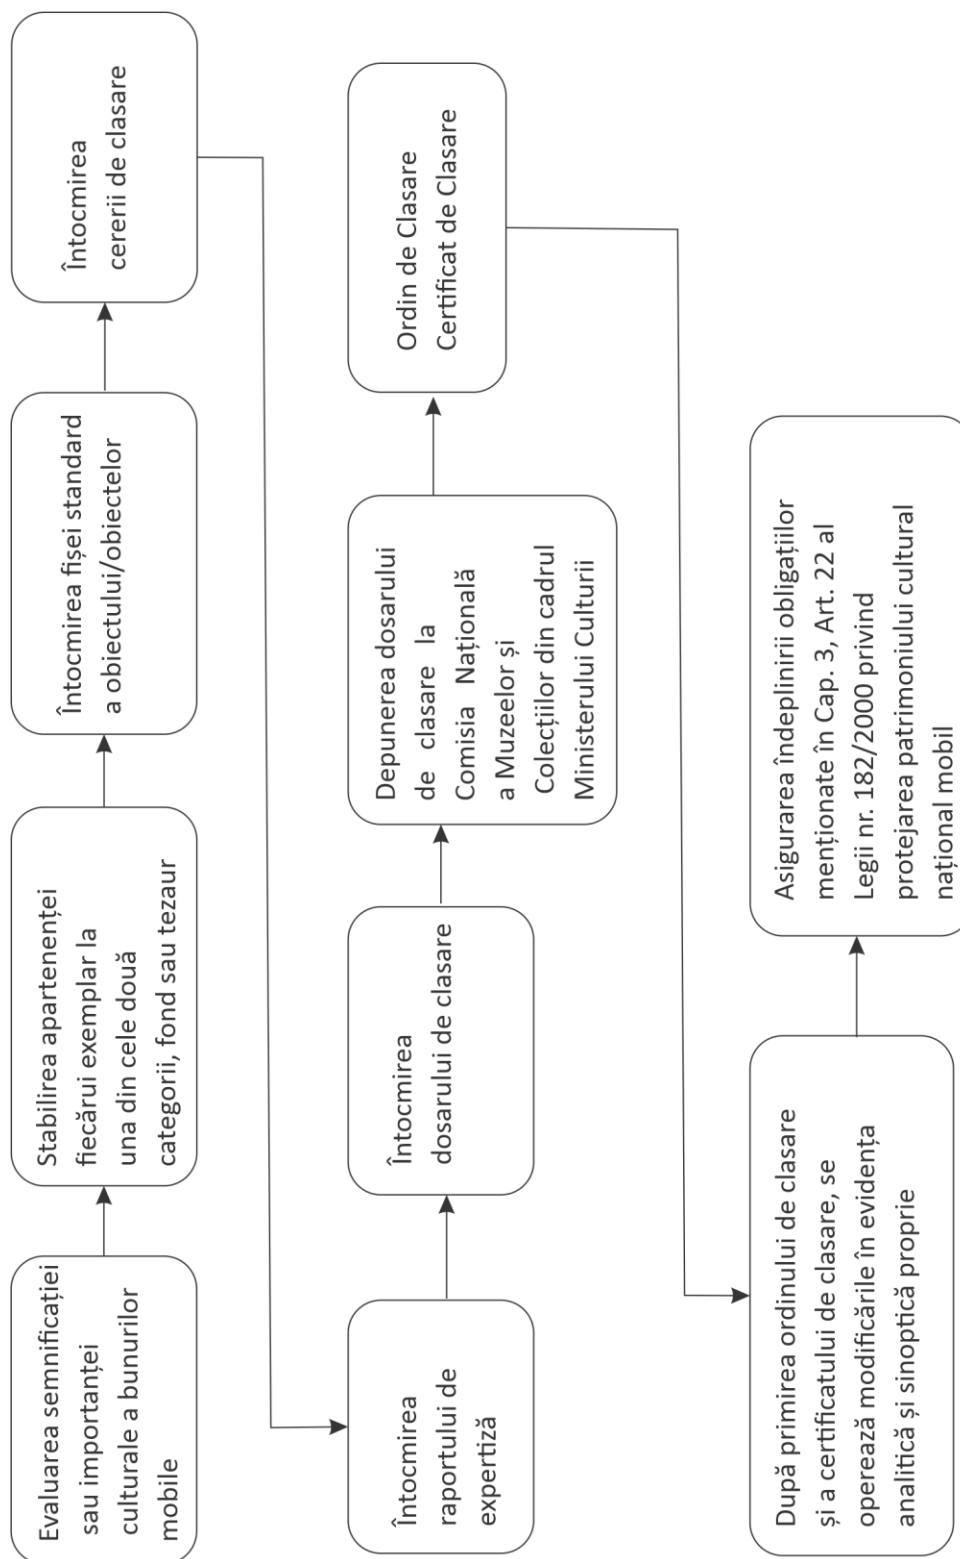 Evaluarea semnificației
sau importanței
culturale a bunurilor
mobile
Stabilirea apartenenței
fiecărui exemplar la
una din cele două
categorii, fond sau tezaur
Întocmirea fișei standard
a obiectului/obiectelor
Întocmirea
cererii de clasare
Întocmirea
raportului de
expertiză
Întocmirea
dosarului de clasare
Depunerea dosarului
de clasare la
Comisia Națională
a Muzeelor și
Colecțiilor din cadrul
Ministerului Culturii
Ordin de Clasare
Certificat de Clasare
După primirea ordinului de clasare
și a certificatului de clasare, se
operează modificările în evidența
analitică și sinoptică proprie
Asigurarea îndeplinirii obligațiilor
menționate în Cap. 3, Art. 22 al
Legii nr. 182/2000 privind
protejarea patrimoniului cultural
național mobil